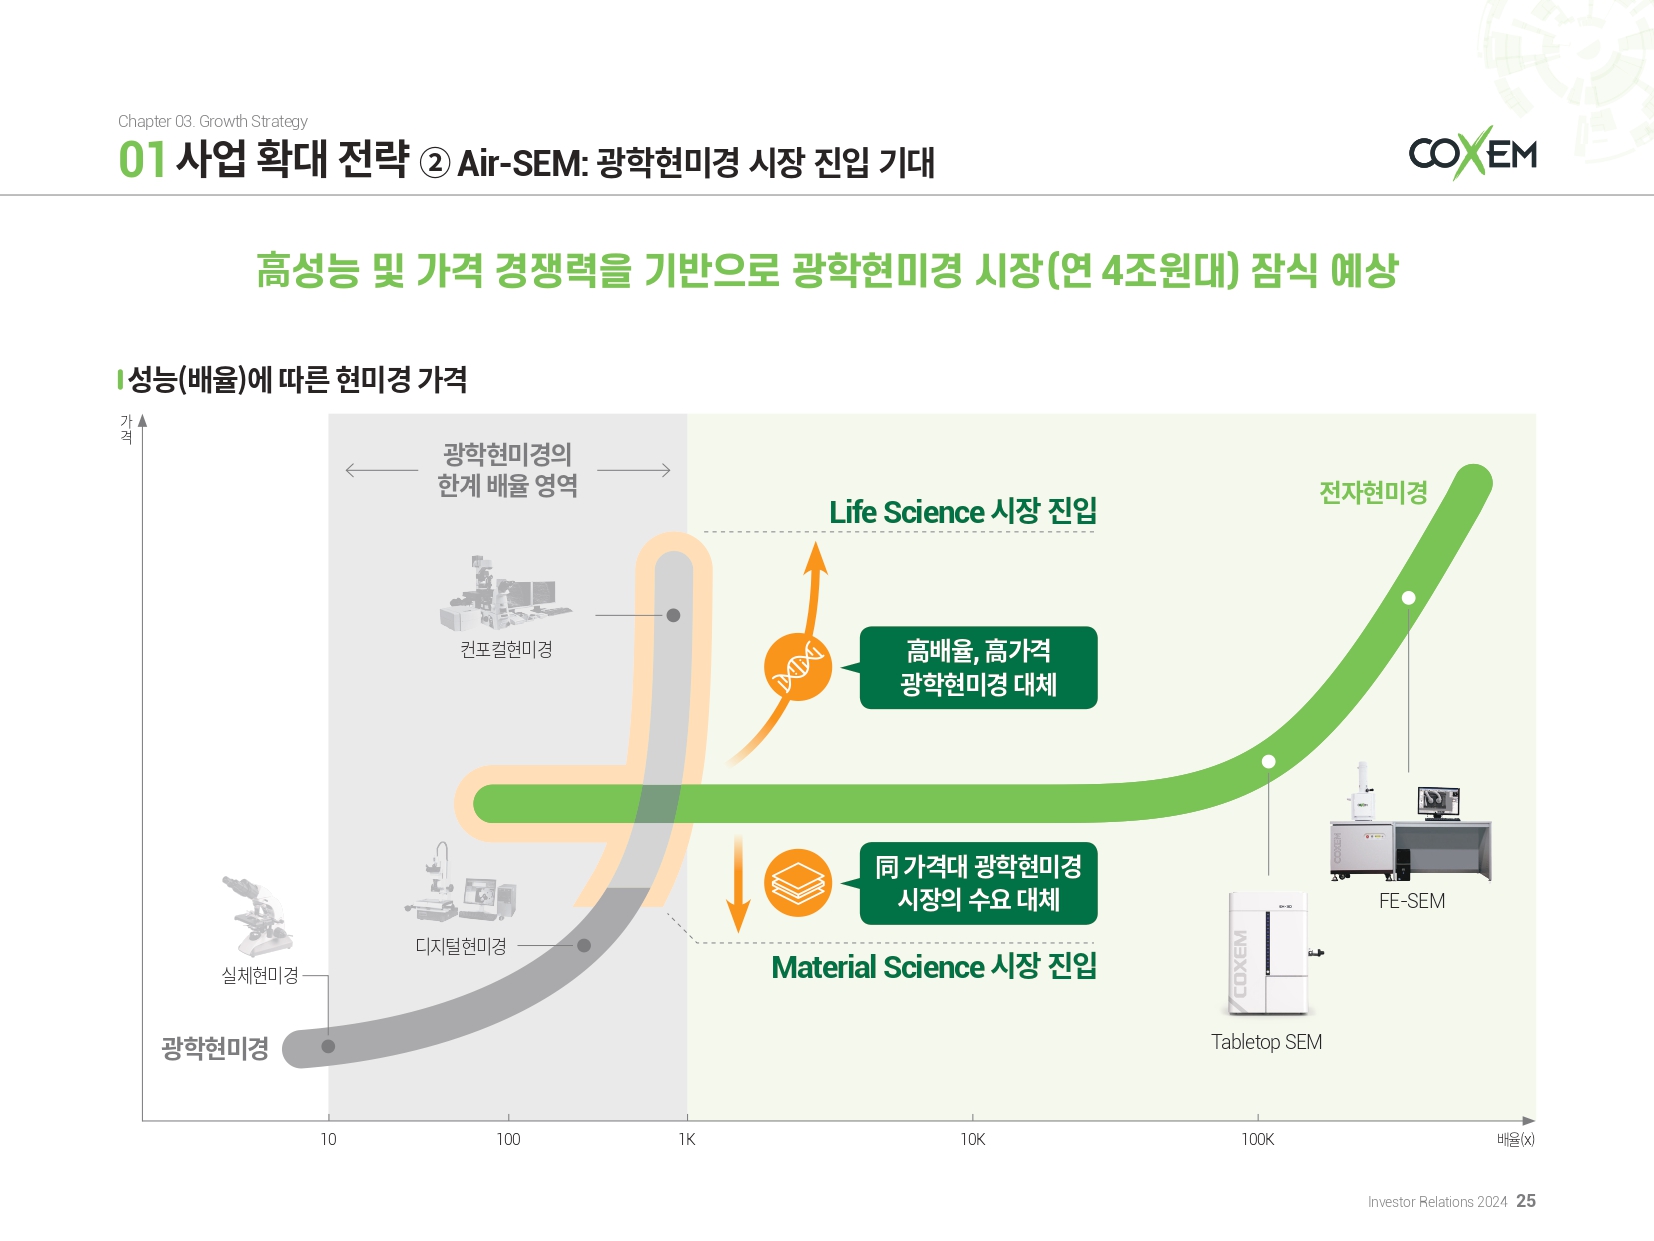 Chapter 03. Growth Strategy
01 사업 확대 전략 ② Air-SEM: 광학현미경 시장 진입 기대
COXEM
高성능 및 가격 경쟁력을 기반으로 광학현미경 시장(연 4조원대) 잠식 예상
성능(배율)에 따른 현미경 가격
가
격
광학현미경의
한계 배율 영역
전자현미경
Life Science 시장 진입
컨포컬현미경
高배율, 高가격
광학현미경 대체
同 가격대 광학현미경
시장의 수요 대체
Material Science 시장 진입
디지털현미경
실체현미경
광학현미경
COXEM
FE-SEM
COXEM
Tabletop SEM
10
100
1K
10K
100K
배율(x)
Investor Relations 2024 25